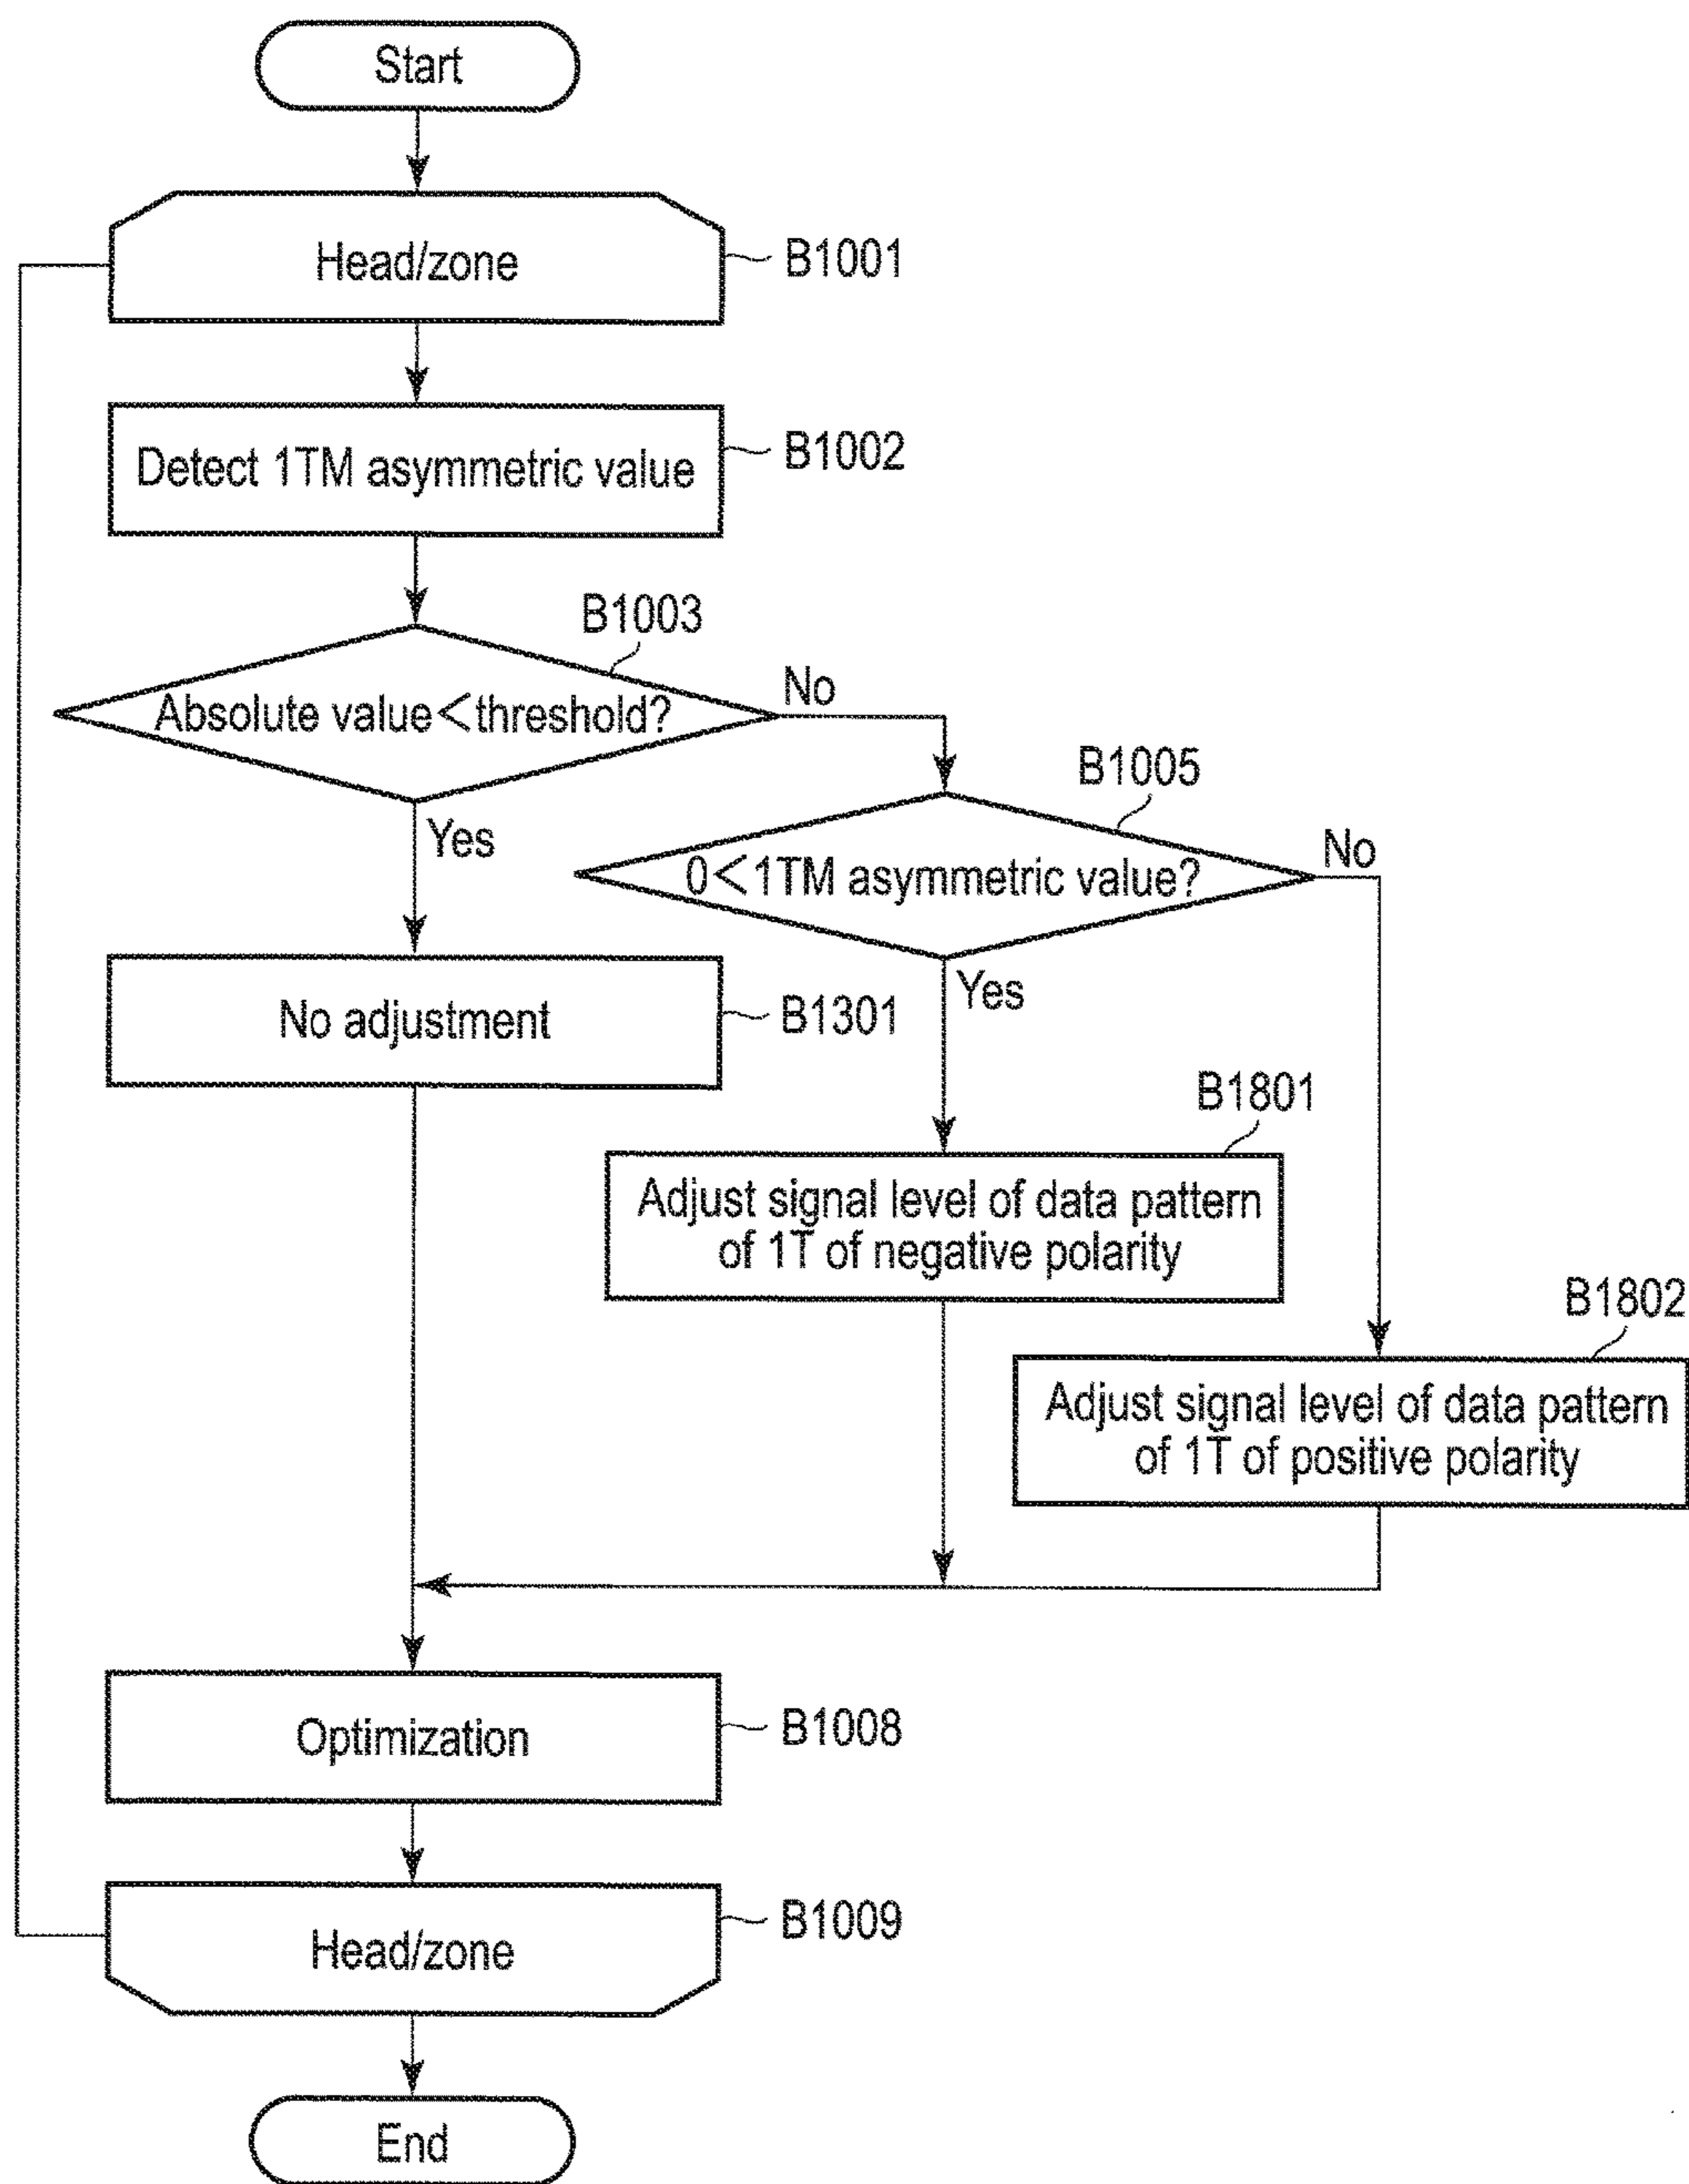 Start
Head/zone
B1001
Detect 1TM asymmetric value
B1002
B1003
Absolute value<threshold?
No
Yes
B1005
0<1TM asymmetric value?
No
Yes
No adjustment
B1301
B1801
Adjust signal level of data pattern
of 1T of negative polarity
B1802
Adjust signal level of data pattern
of 1T of positive polarity
Optimization
B1008
Head/zone
B1009
End